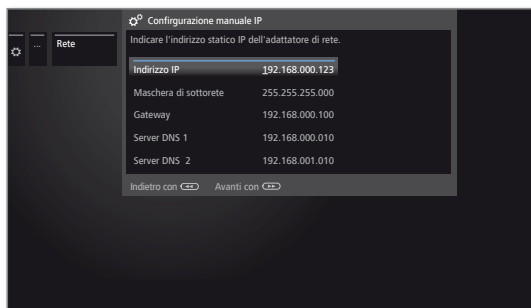 Confirgurazione manuale IP
... Rete
Indicare l'indirizzo statico IP dell'adattatore di rete.
Indirizzo IP 192.168.000.123
Maschera di sottorete 255.255.255.000
Gateway 192.168.000.100
Server DNS 1 192.168.000.010
Server DNS 2 192.168.001.010
Indietro con Avanti con